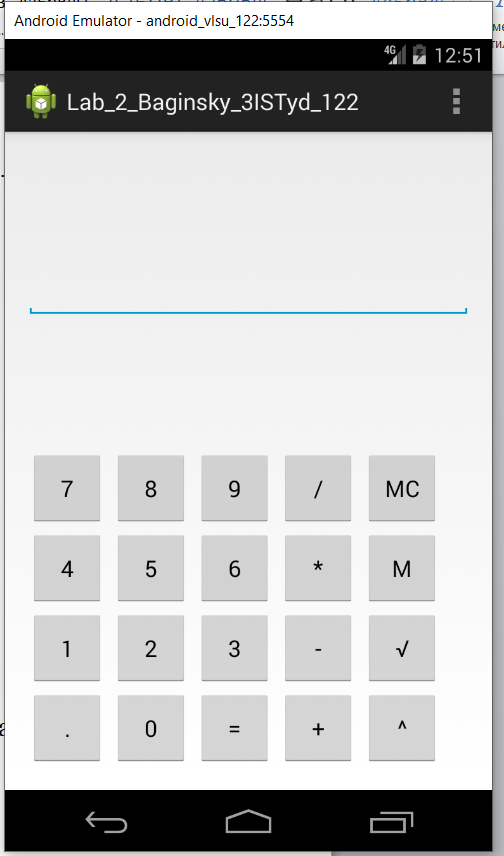 Android Emulator - android_vlsu_122:5554
4G 12:51
Lab_2_Baginsky_3ISTyd_122
7 8 9 / MC
4 5 6 * M
1 2 3 - √
. 0 = + ^